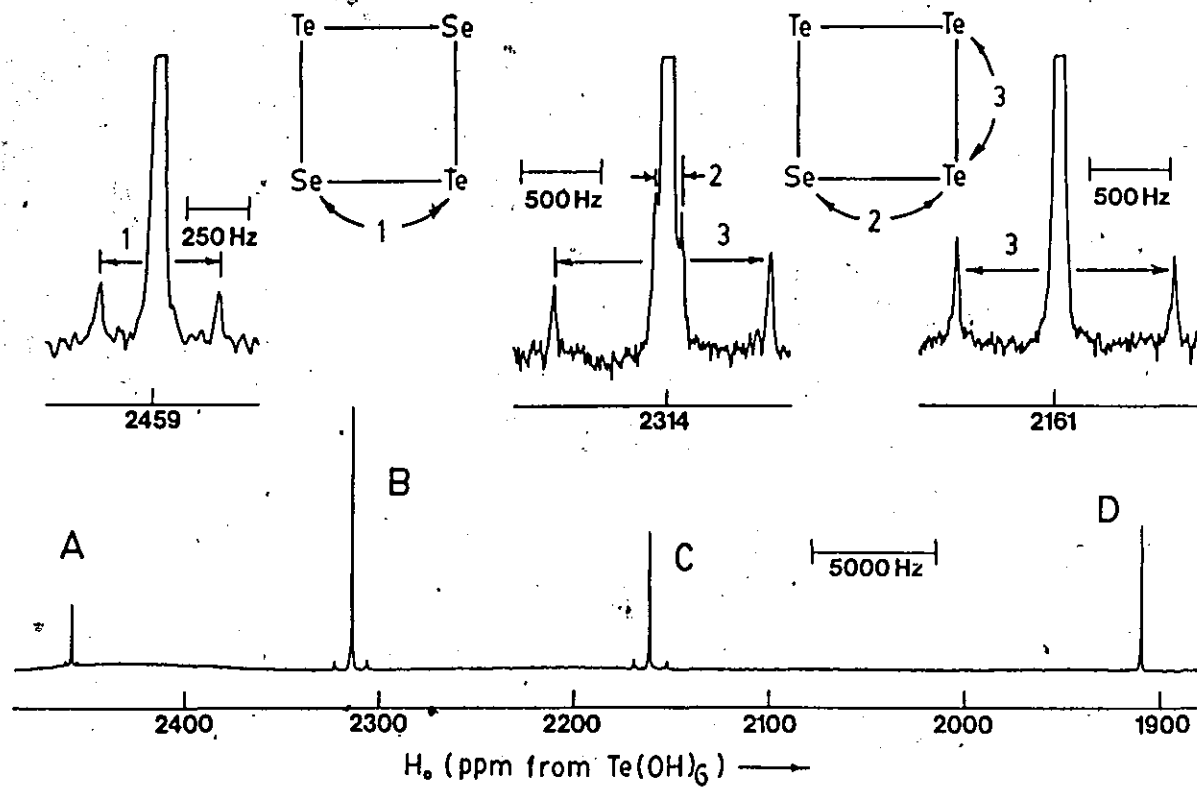 Te Se
Te Te
1
250 Hz
500 Hz
2
3
3
500 Hz
3
Se Te
1
Se Te
2
2459
2314
2161
A
B
C
D
5000 Hz
2400 2300 2200 2100 2000 1900
H₀ (ppm from Te(OH)₆)